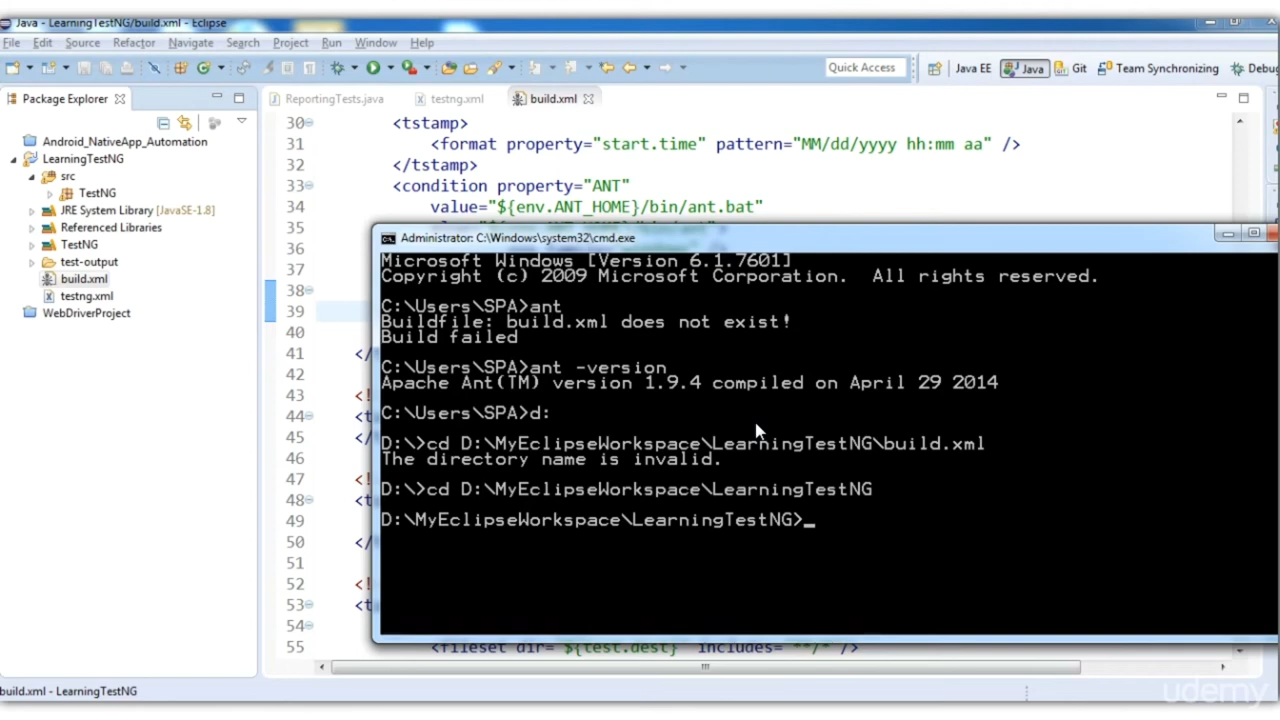 Java - LearningTestNG/build.xml - Eclipse
File Edit Source Refactor Navigate Search Project Run Window Help
Quick Access Java EE Java Git Team Synchronizing Debug
Package Explorer
ReportingTests.java testng.xml build.xml
Android_NativeApp_Automation
LearningTestNG
src
TestNG
JRE System Library [JavaSE-1.8]
Referenced Libraries
TestNG
test-output
build.xml
testng.xml
WebDriverProject
30 <tstamp>
31 <format property="start.time" pattern="MM/dd/yyyy hh:mm aa" />
32 </tstamp>
33 <condition property="ANT"
34 value="${env.ANT_HOME}/bin/ant.bat"
35
36
37
38
39
40
41 </
42
43 <!
44 <t
45 </
46
47 <!
48 <t
49
50 </
51
52 <!
53 <t
54
55 <fileset dir="${test.dest}" includes="**/*" />
Administrator: C:\Windows\system32\cmd.exe
Microsoft Windows [Version 6.1.7601]
Copyright (c) 2009 Microsoft Corporation. All rights reserved.
C:\Users\SPA>ant
Buildfile: build.xml does not exist!
Build failed
C:\Users\SPA>ant -version
Apache Ant(TM) version 1.9.4 compiled on April 29 2014
C:\Users\SPA>d:
D:\>cd D:\MyEclipseWorkspace\LearningTestNG\build.xml
The directory name is invalid.
D:\>cd D:\MyEclipseWorkspace\LearningTestNG
D:\MyEclipseWorkspace\LearningTestNG>_
build.xml - LearningTestNG
udemy